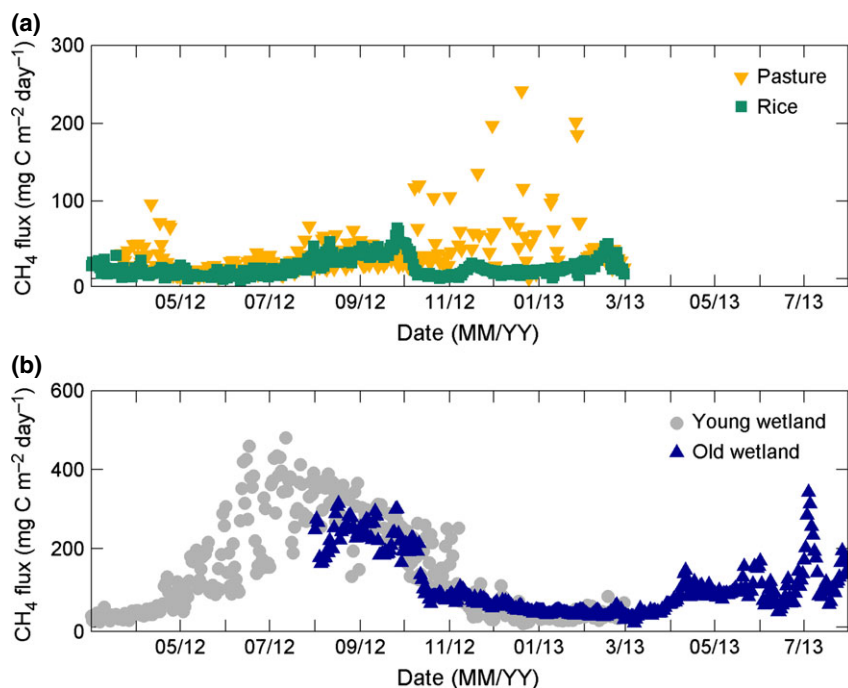 (a)
300
200
100
0
CH₄ flux (mg C m⁻² day⁻¹)
Pasture
Rice
05/12 07/12 09/12 11/12 01/13 3/13 05/13 7/13
Date (MM/YY)
(b)
600
400
200
0
CH₄ flux (mg C m⁻² day⁻¹)
Young wetland
Old wetland
05/12 07/12 09/12 11/12 01/13 3/13 05/13 7/13
Date (MM/YY)